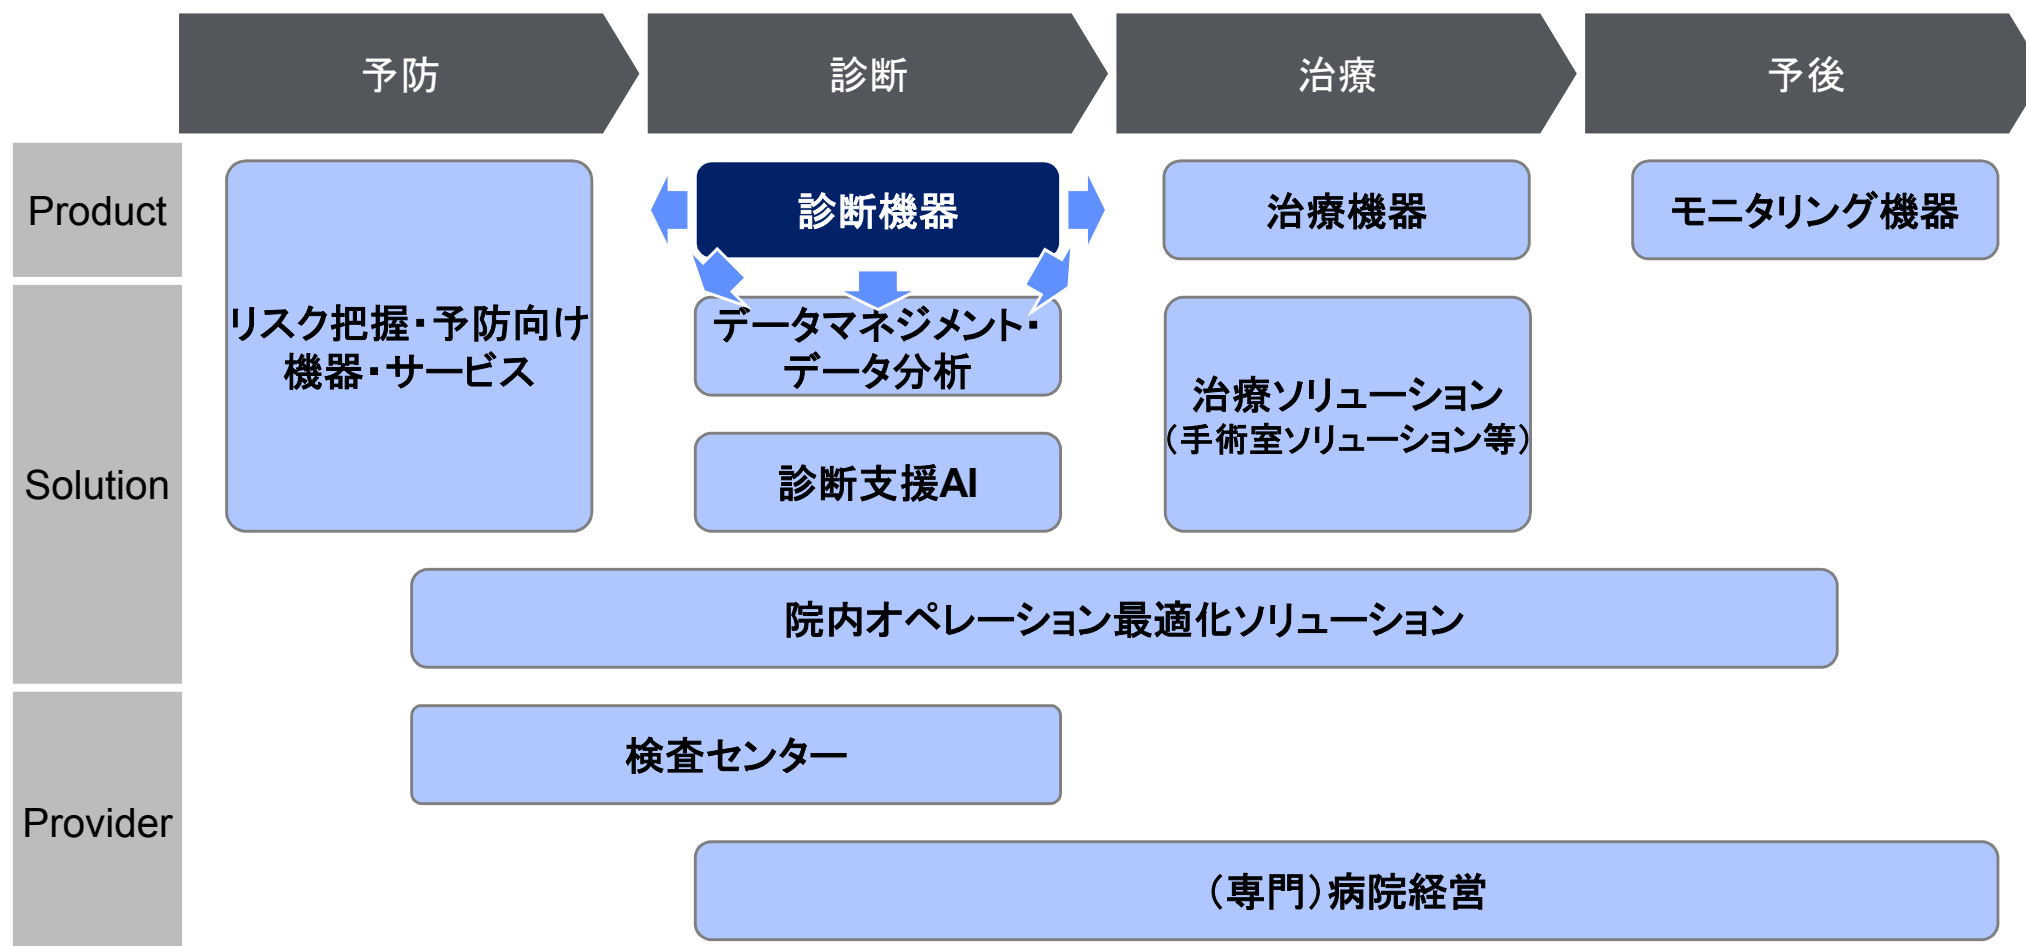 予防
診断
治療
予後
Product
診断機器
治療機器
モニタリング機器
リスク把握・予防向け
機器・サービス
データマネジメント・
データ分析
治療ソリューション
（手術室ソリューション等）
Solution
診断支援AI
院内オペレーション最適化ソリューション
検査センター
Provider
（専門）病院経営